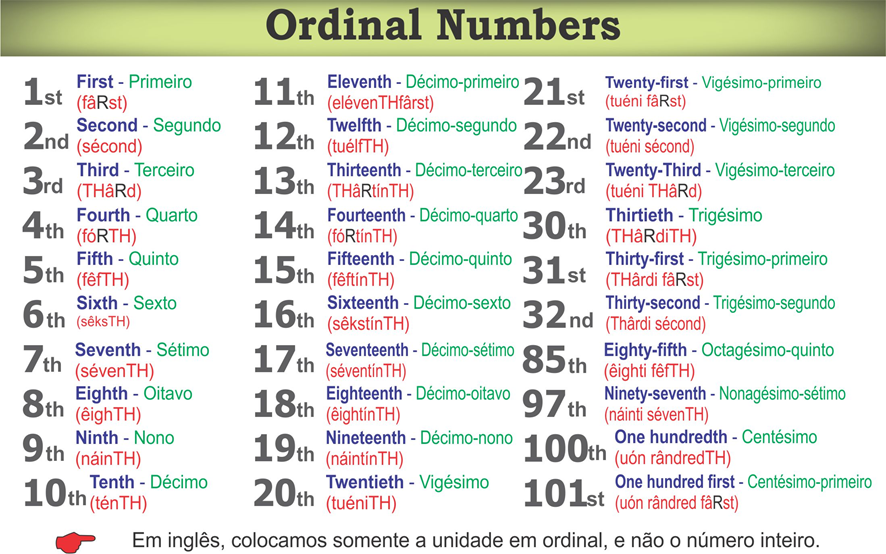 Ordinal Numbers
1st First - Primeiro
(fâRst)
2nd Second - Segundo
(sécond)
3rd Third - Terceiro
(THâRd)
4th Fourth - Quarto
(fóRTH)
5th Fifth - Quinto
(fêfTH)
6th Sixth - Sexto
(sêksTH)
7th Seventh - Sétimo
(sévenTH)
8th Eighth - Oitavo
(êighTH)
9th Ninth - Nono
(náinTH)
10th Tenth - Décimo
(ténTH)
11th Eleventh - Décimo-primeiro
(elévenTHfârst)
12th Twelfth - Décimo-segundo
(tuélfTH)
13th Thirteenth - Décimo-terceiro
(THâRtínTH)
14th Fourteenth - Décimo-quarto
(fóRtínTH)
15th Fifteenth - Décimo-quinto
(fêftínTH)
16th Sixteenth - Décimo-sexto
(sêkstínTH)
17th Seventeenth - Décimo-sétimo
(séventínTH)
18th Eighteenth - Décimo-oitavo
(êightínTH)
19th Nineteenth - Décimo-nono
(náintínTH)
20th Twentieth - Vigésimo
(tuéniTH)
21st Twenty-first - Vigésimo-primeiro
(tuéni fâRst)
22nd Twenty-second - Vigésimo-segundo
(tuéni sécond)
23rd Twenty-Third - Vigésimo-terceiro
(tuéni THâRd)
30th Thirtieth - Trigésimo
(THâRdiTH)
31st Thirty-first - Trigésimo-primeiro
(THârdi fâRst)
32nd Thirty-second - Trigésimo-segundo
(Thârdi sécond)
85th Eighty-fifth - Octagésimo-quinto
(êighti fêfTH)
97th Ninety-seventh - Nonagésimo-sétimo
(náinti sévenTH)
100th One hundredth - Centésimo
(uón rândredTH)
101st One hundred first - Centésimo-primeiro
(uón rândred fâRst)
Em inglês, colocamos somente a unidade em ordinal, e não o número inteiro.